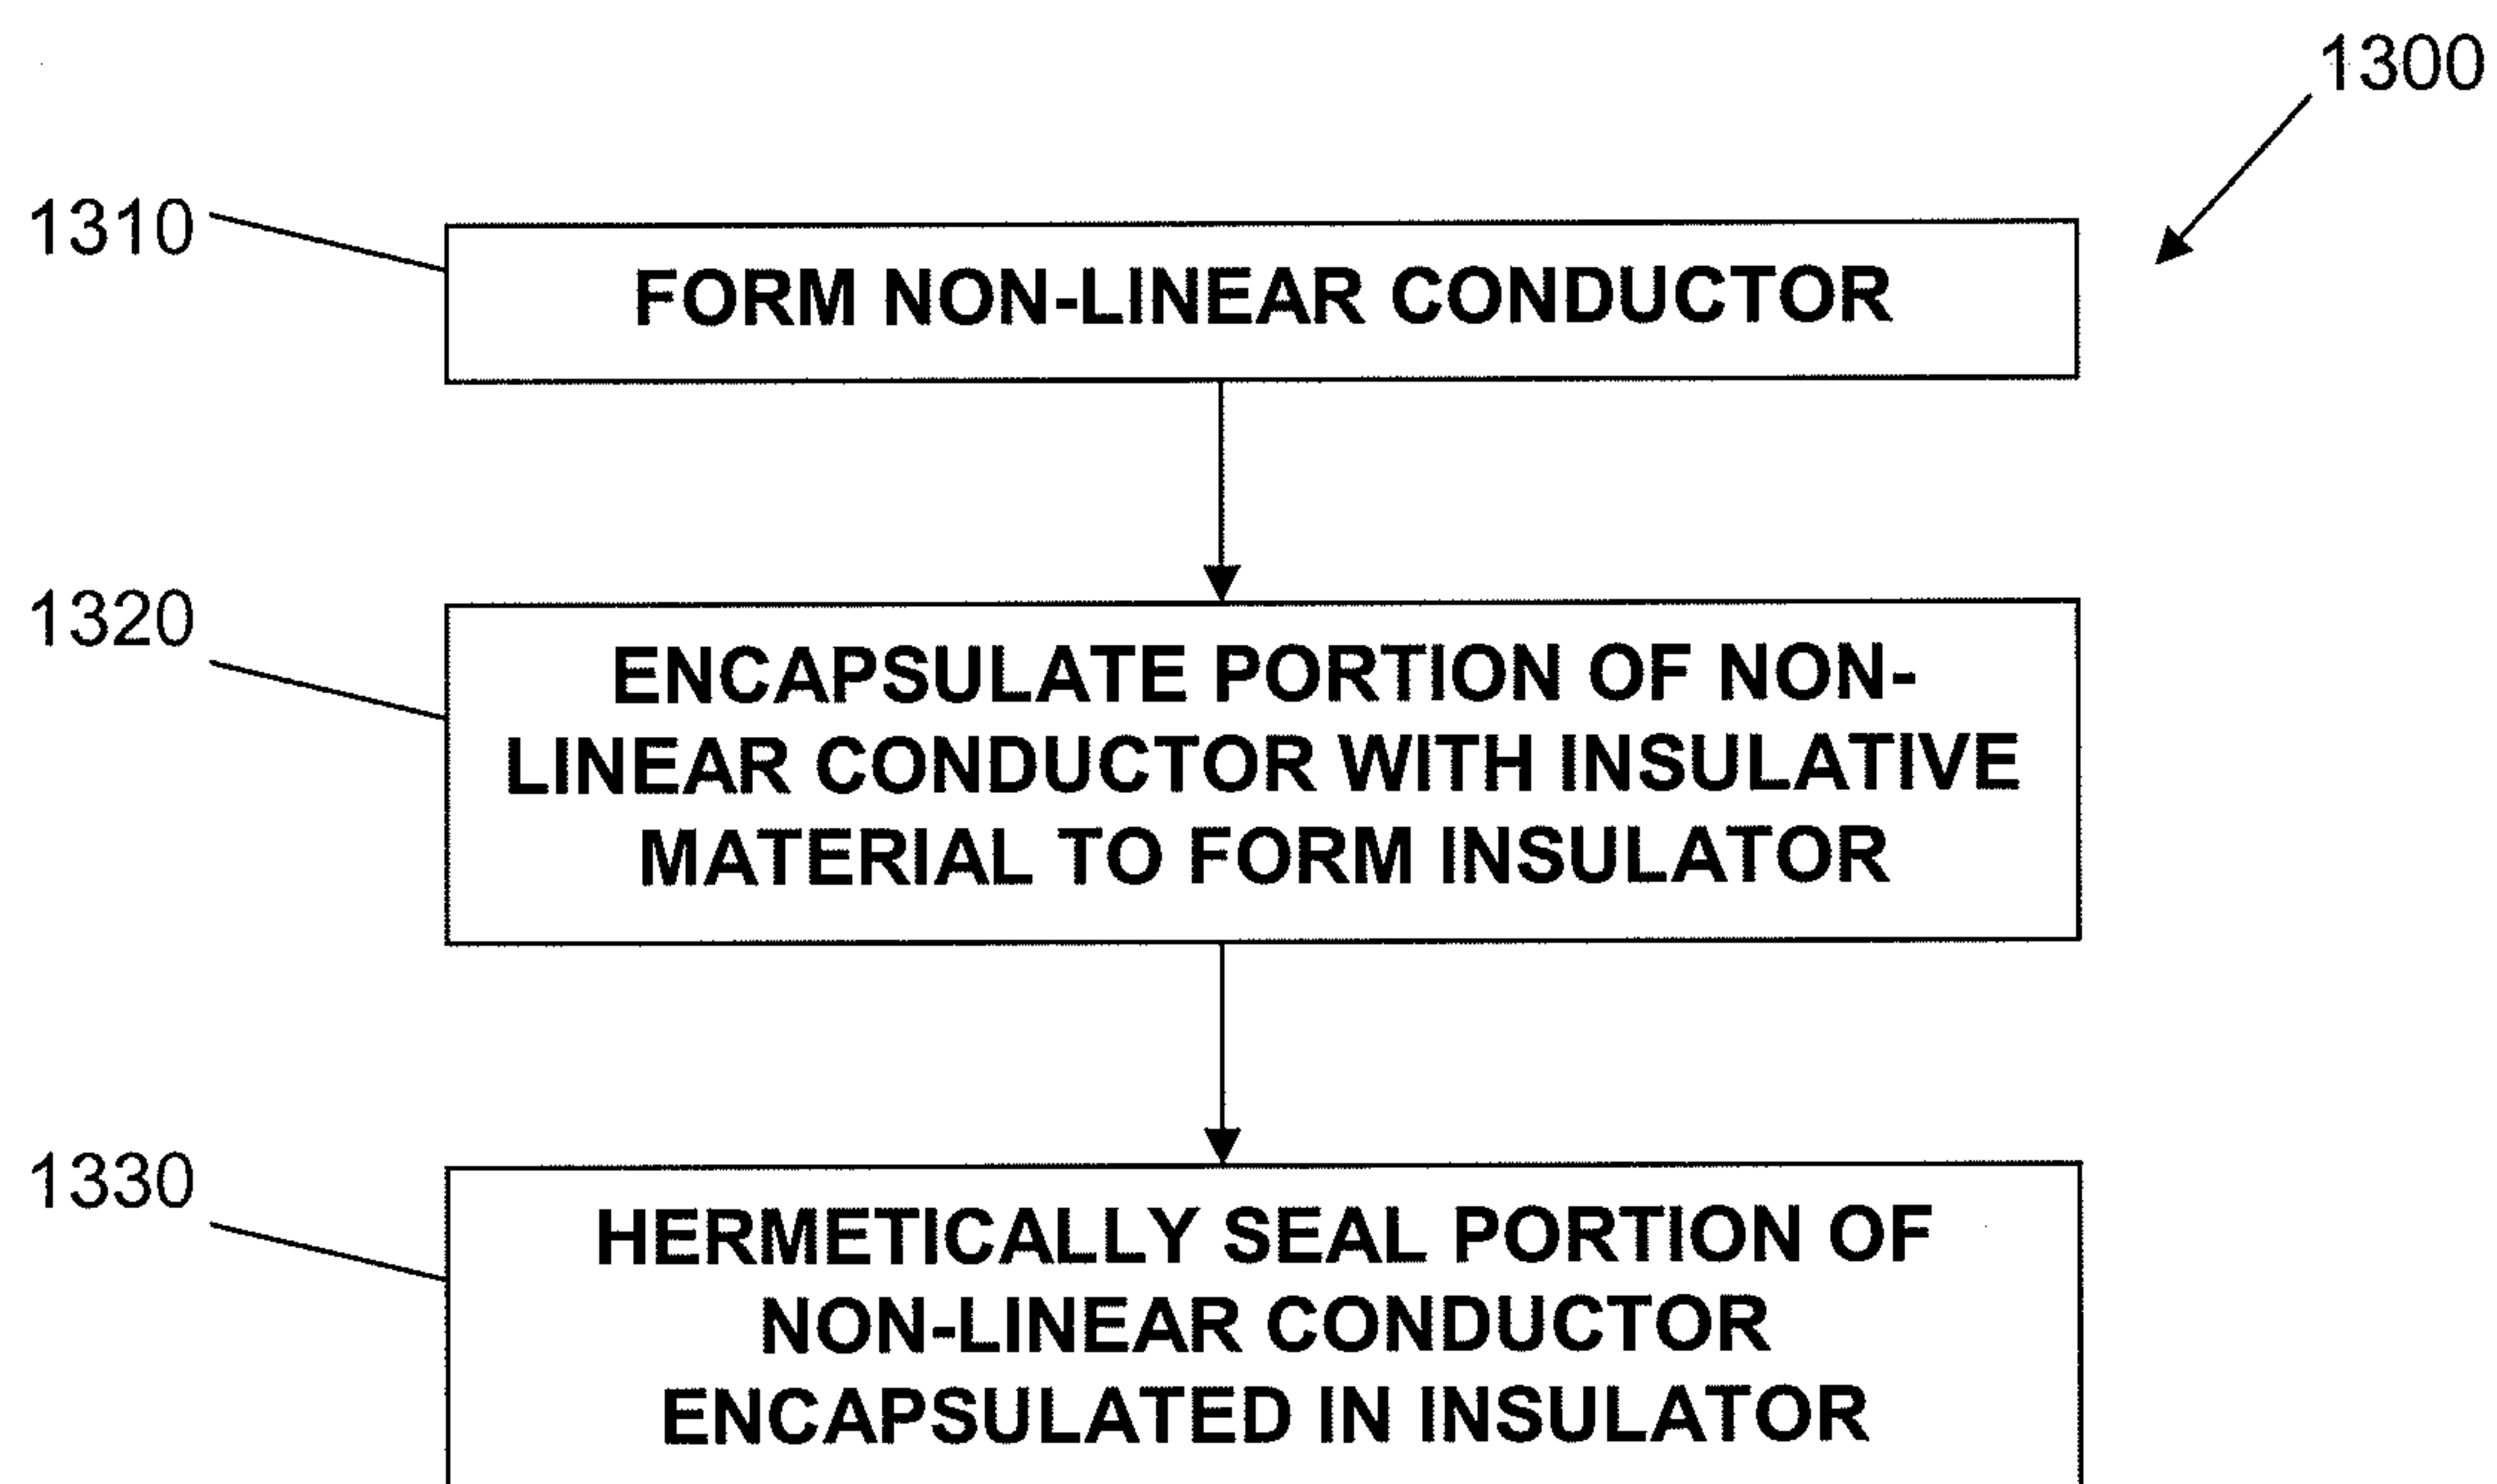 1300
1310
FORM NON-LINEAR CONDUCTOR
1320
ENCAPSULATE PORTION OF NON-
LINEAR CONDUCTOR WITH INSULATIVE
MATERIAL TO FORM INSULATOR
1330
HERMETICALLY SEAL PORTION OF
NON-LINEAR CONDUCTOR
ENCAPSULATED IN INSULATOR